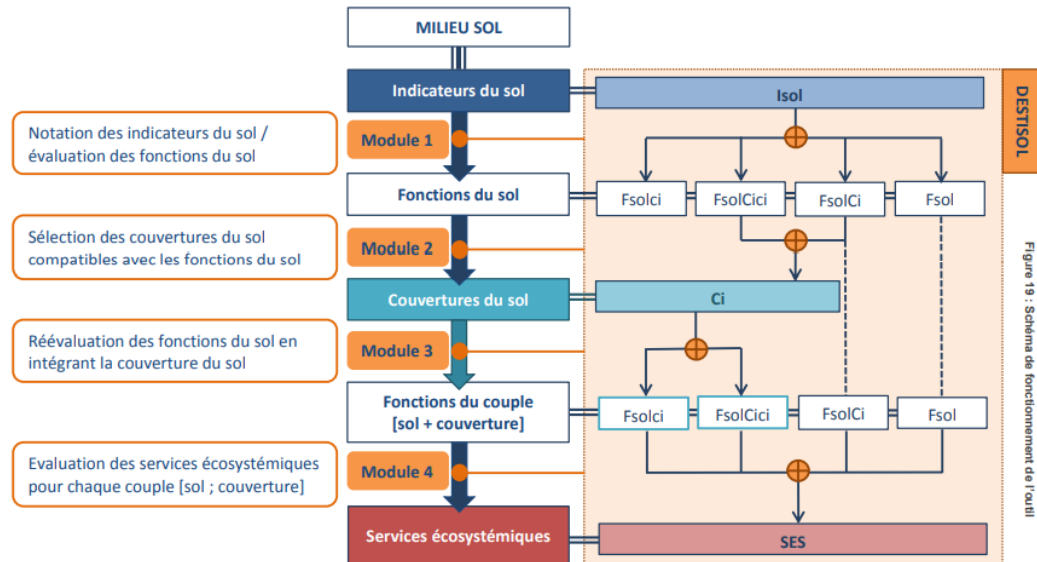 MILIEU SOL
Indicateurs du sol
Isol
DESTISOL
Notation des indicateurs du sol /
évaluation des fonctions du sol
Module 1
Fonctions du sol
Fsolci
FsolCici
FsolCi
Fsol
Sélection des couvertures du sol
compatibles avec les fonctions du sol
Module 2
Couvertures du sol
Ci
Réévaluation des fonctions du sol en
intégrant la couverture du sol
Module 3
Fonctions du couple
[sol + couverture]
Fsolci
FsolCici
FsolCi
Fsol
Evaluation des services écosystémiques
pour chaque couple [sol ; couverture]
Module 4
Services écosystémiques
SES
Figure 19 : Schéma de fonctionnement de l'outil